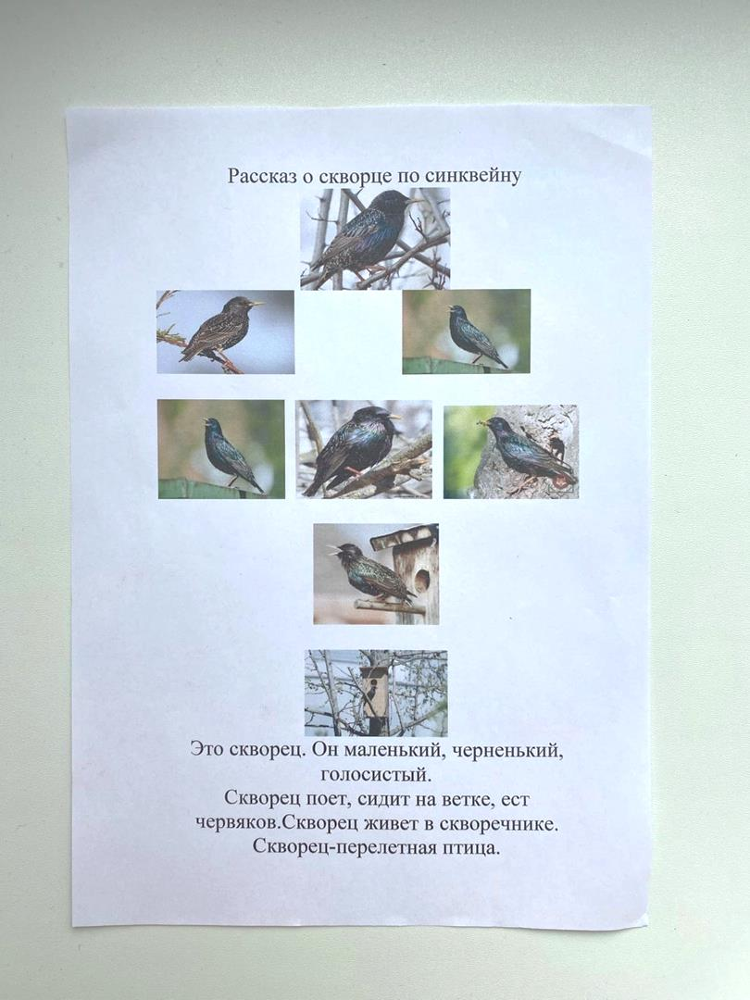 Рассказ о скворце по синквейну
Это скворец. Он маленький, черненький,
голосистый.
Скворец поет, сидит на ветке, ест
червяков.Скворец живет в скворечнике.
Скворец-перелетная птица.